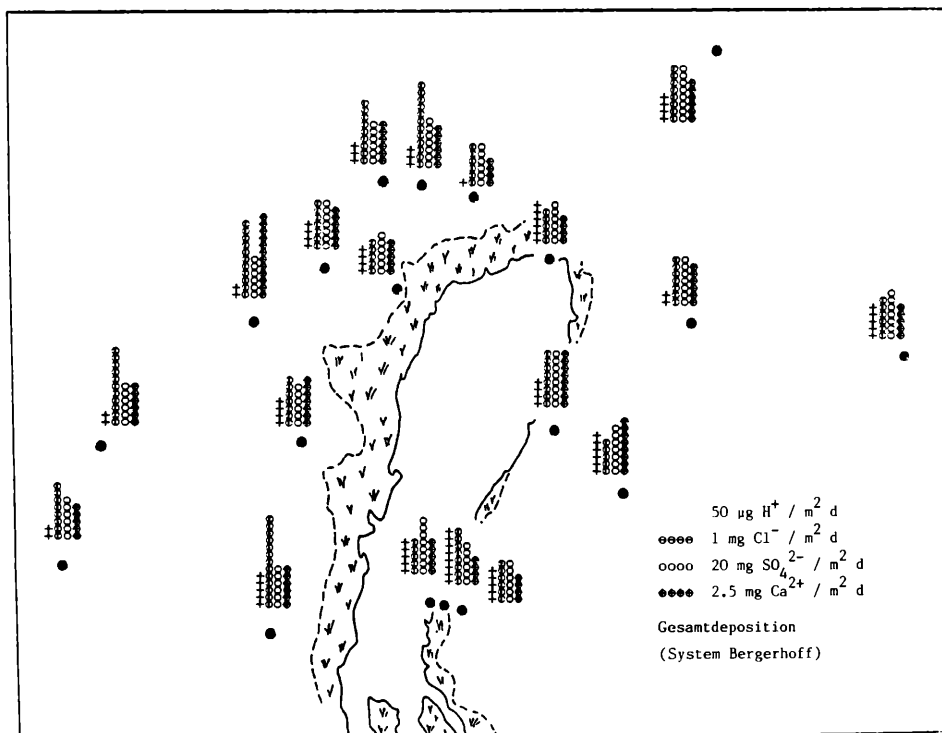 50 µg H⁺ / m² d
1 mg Cl⁻ / m² d
20 mg SO₄²⁻ / m² d
2.5 mg Ca²⁺ / m² d
Gesamtdeposition
(System Bergerhoff)